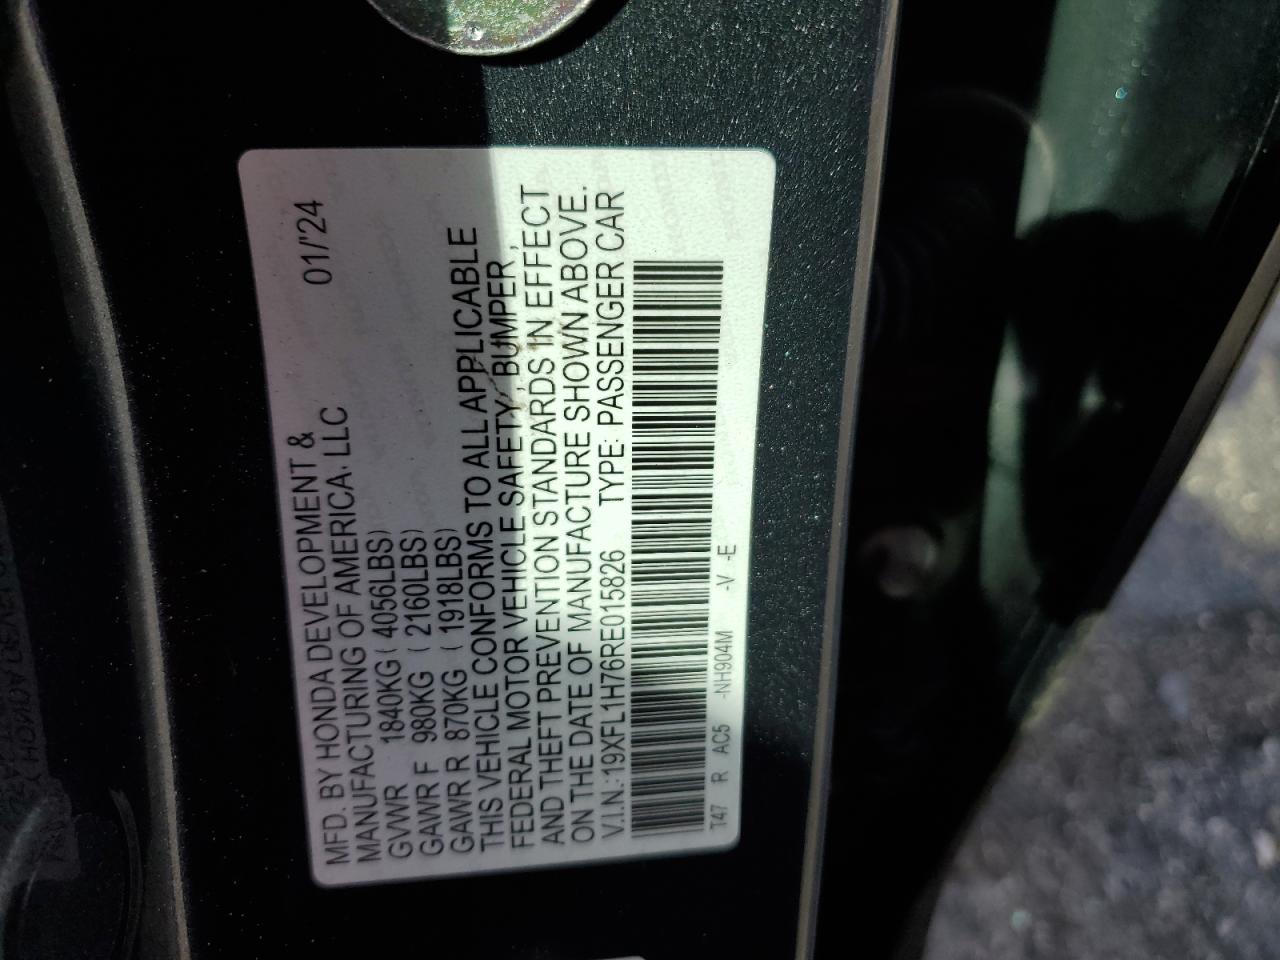 MFD. BY HONDA DEVELOPMENT &
MANUFACTURING OF AMERICA. LLC 01/'24
GVWR 1840KG ( 4056LBS)
GAWR F 980KG ( 2160LBS)
GAWR R 870KG ( 1918LBS)
THIS VEHICLE CONFORMS TO ALL APPLICABLE
FEDERAL MOTOR VEHICLE SAFETY, BUMPER,
AND THEFT PREVENTION STANDARDS IN EFFECT
ON THE DATE OF MANUFACTURE SHOWN ABOVE.
V.I.N.:19XFL1H76RE015826 TYPE: PASSENGER CAR
T47 R AC5 -NH904M -V -E